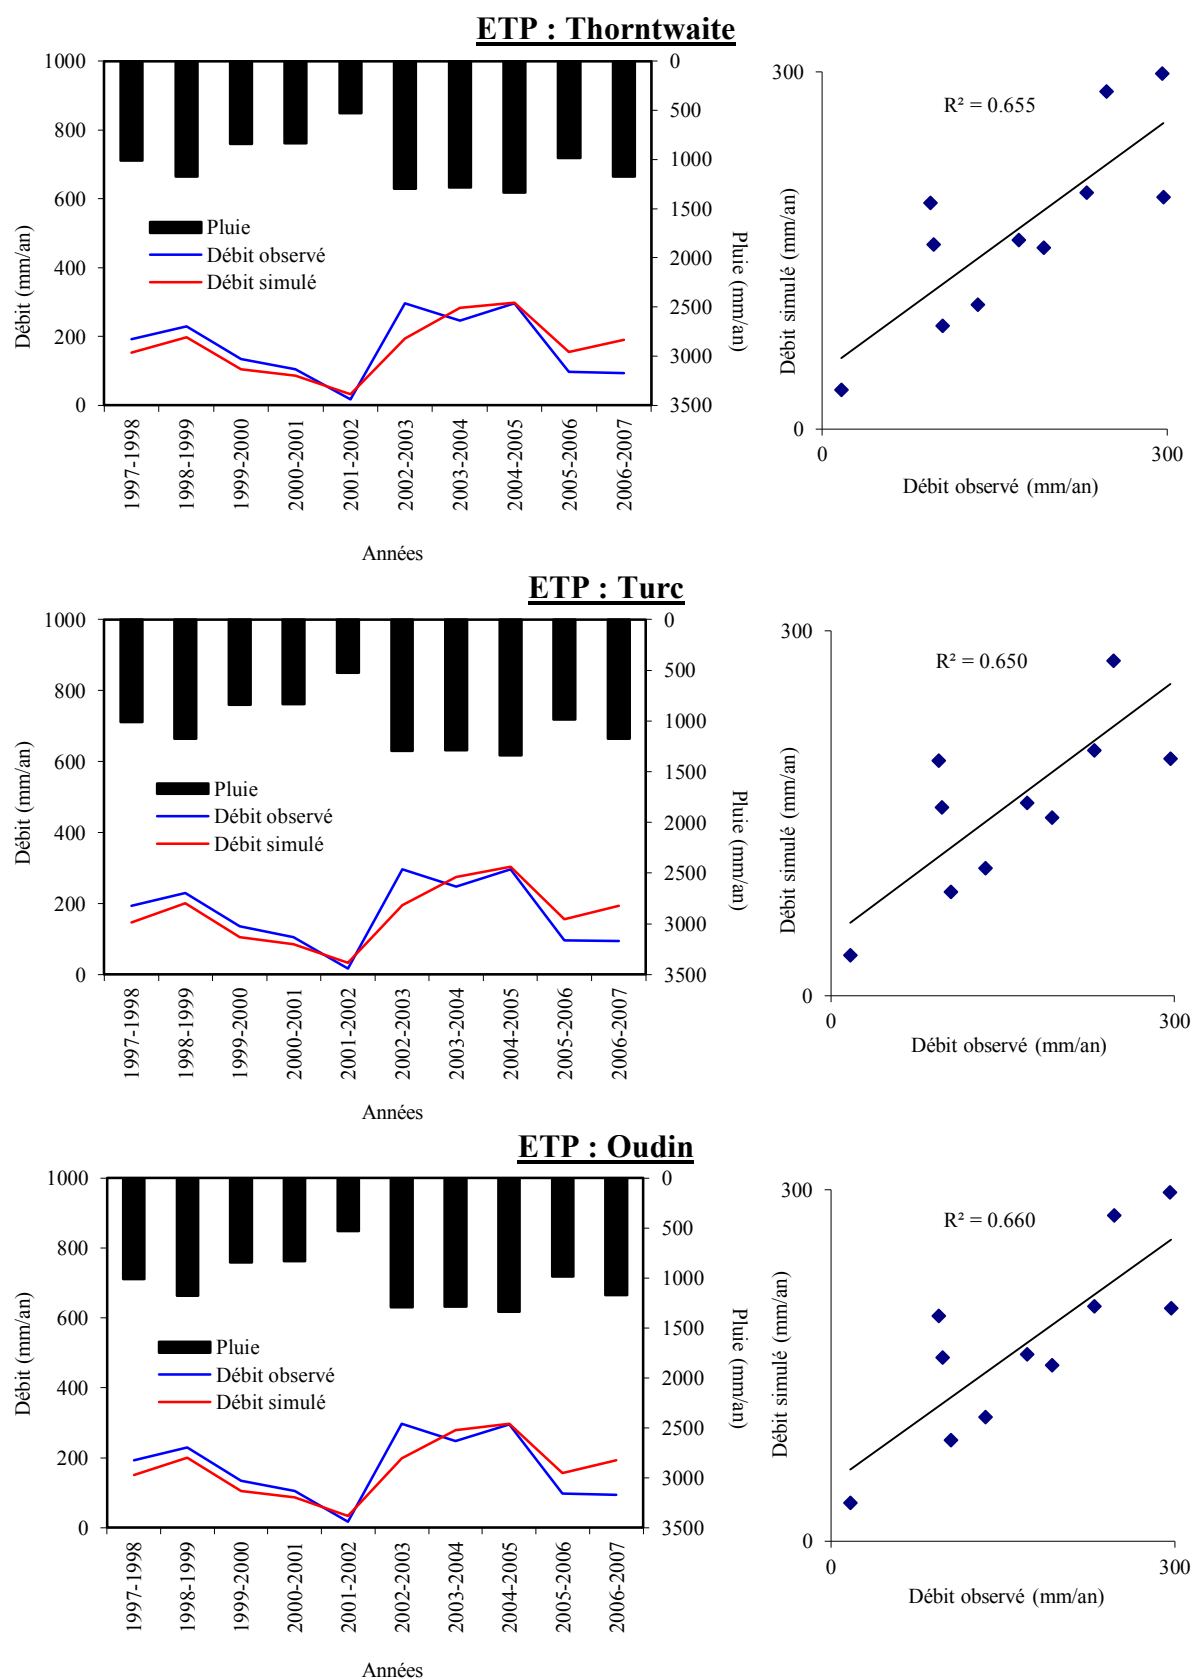 ETP : Thorntwaite
1000
800
600
400
200
0
Débit (mm/an)
Pluie
Débit observé
Débit simulé
0
500
1000
1500
2000
2500
3000
3500
Pluie (mm/an)
1997-1998
1998-1999
1999-2000
2000-2001
2001-2002
2002-2003
2003-2004
2004-2005
2005-2006
2006-2007
Années
300
0
Débit simulé (mm/an)
R² = 0.655
0
300
Débit observé (mm/an)
ETP : Turc
1000
800
600
400
200
0
Débit (mm/an)
Pluie
Débit observé
Débit simulé
0
500
1000
1500
2000
2500
3000
3500
Pluie (mm/an)
1997-1998
1998-1999
1999-2000
2000-2001
2001-2002
2002-2003
2003-2004
2004-2005
2005-2006
2006-2007
Années
300
0
Débit simulé (mm/an)
R² = 0.650
0
300
Débit observé (mm/an)
ETP : Oudin
1000
800
600
400
200
0
Débit (mm/an)
Pluie
Débit observé
Débit simulé
0
500
1000
1500
2000
2500
3000
3500
Pluie (mm/an)
1997-1998
1998-1999
1999-2000
2000-2001
2001-2002
2002-2003
2003-2004
2004-2005
2005-2006
2006-2007
Années
300
0
Débit simulé (mm/an)
R² = 0.660
0
300
Débit observé (mm/an)